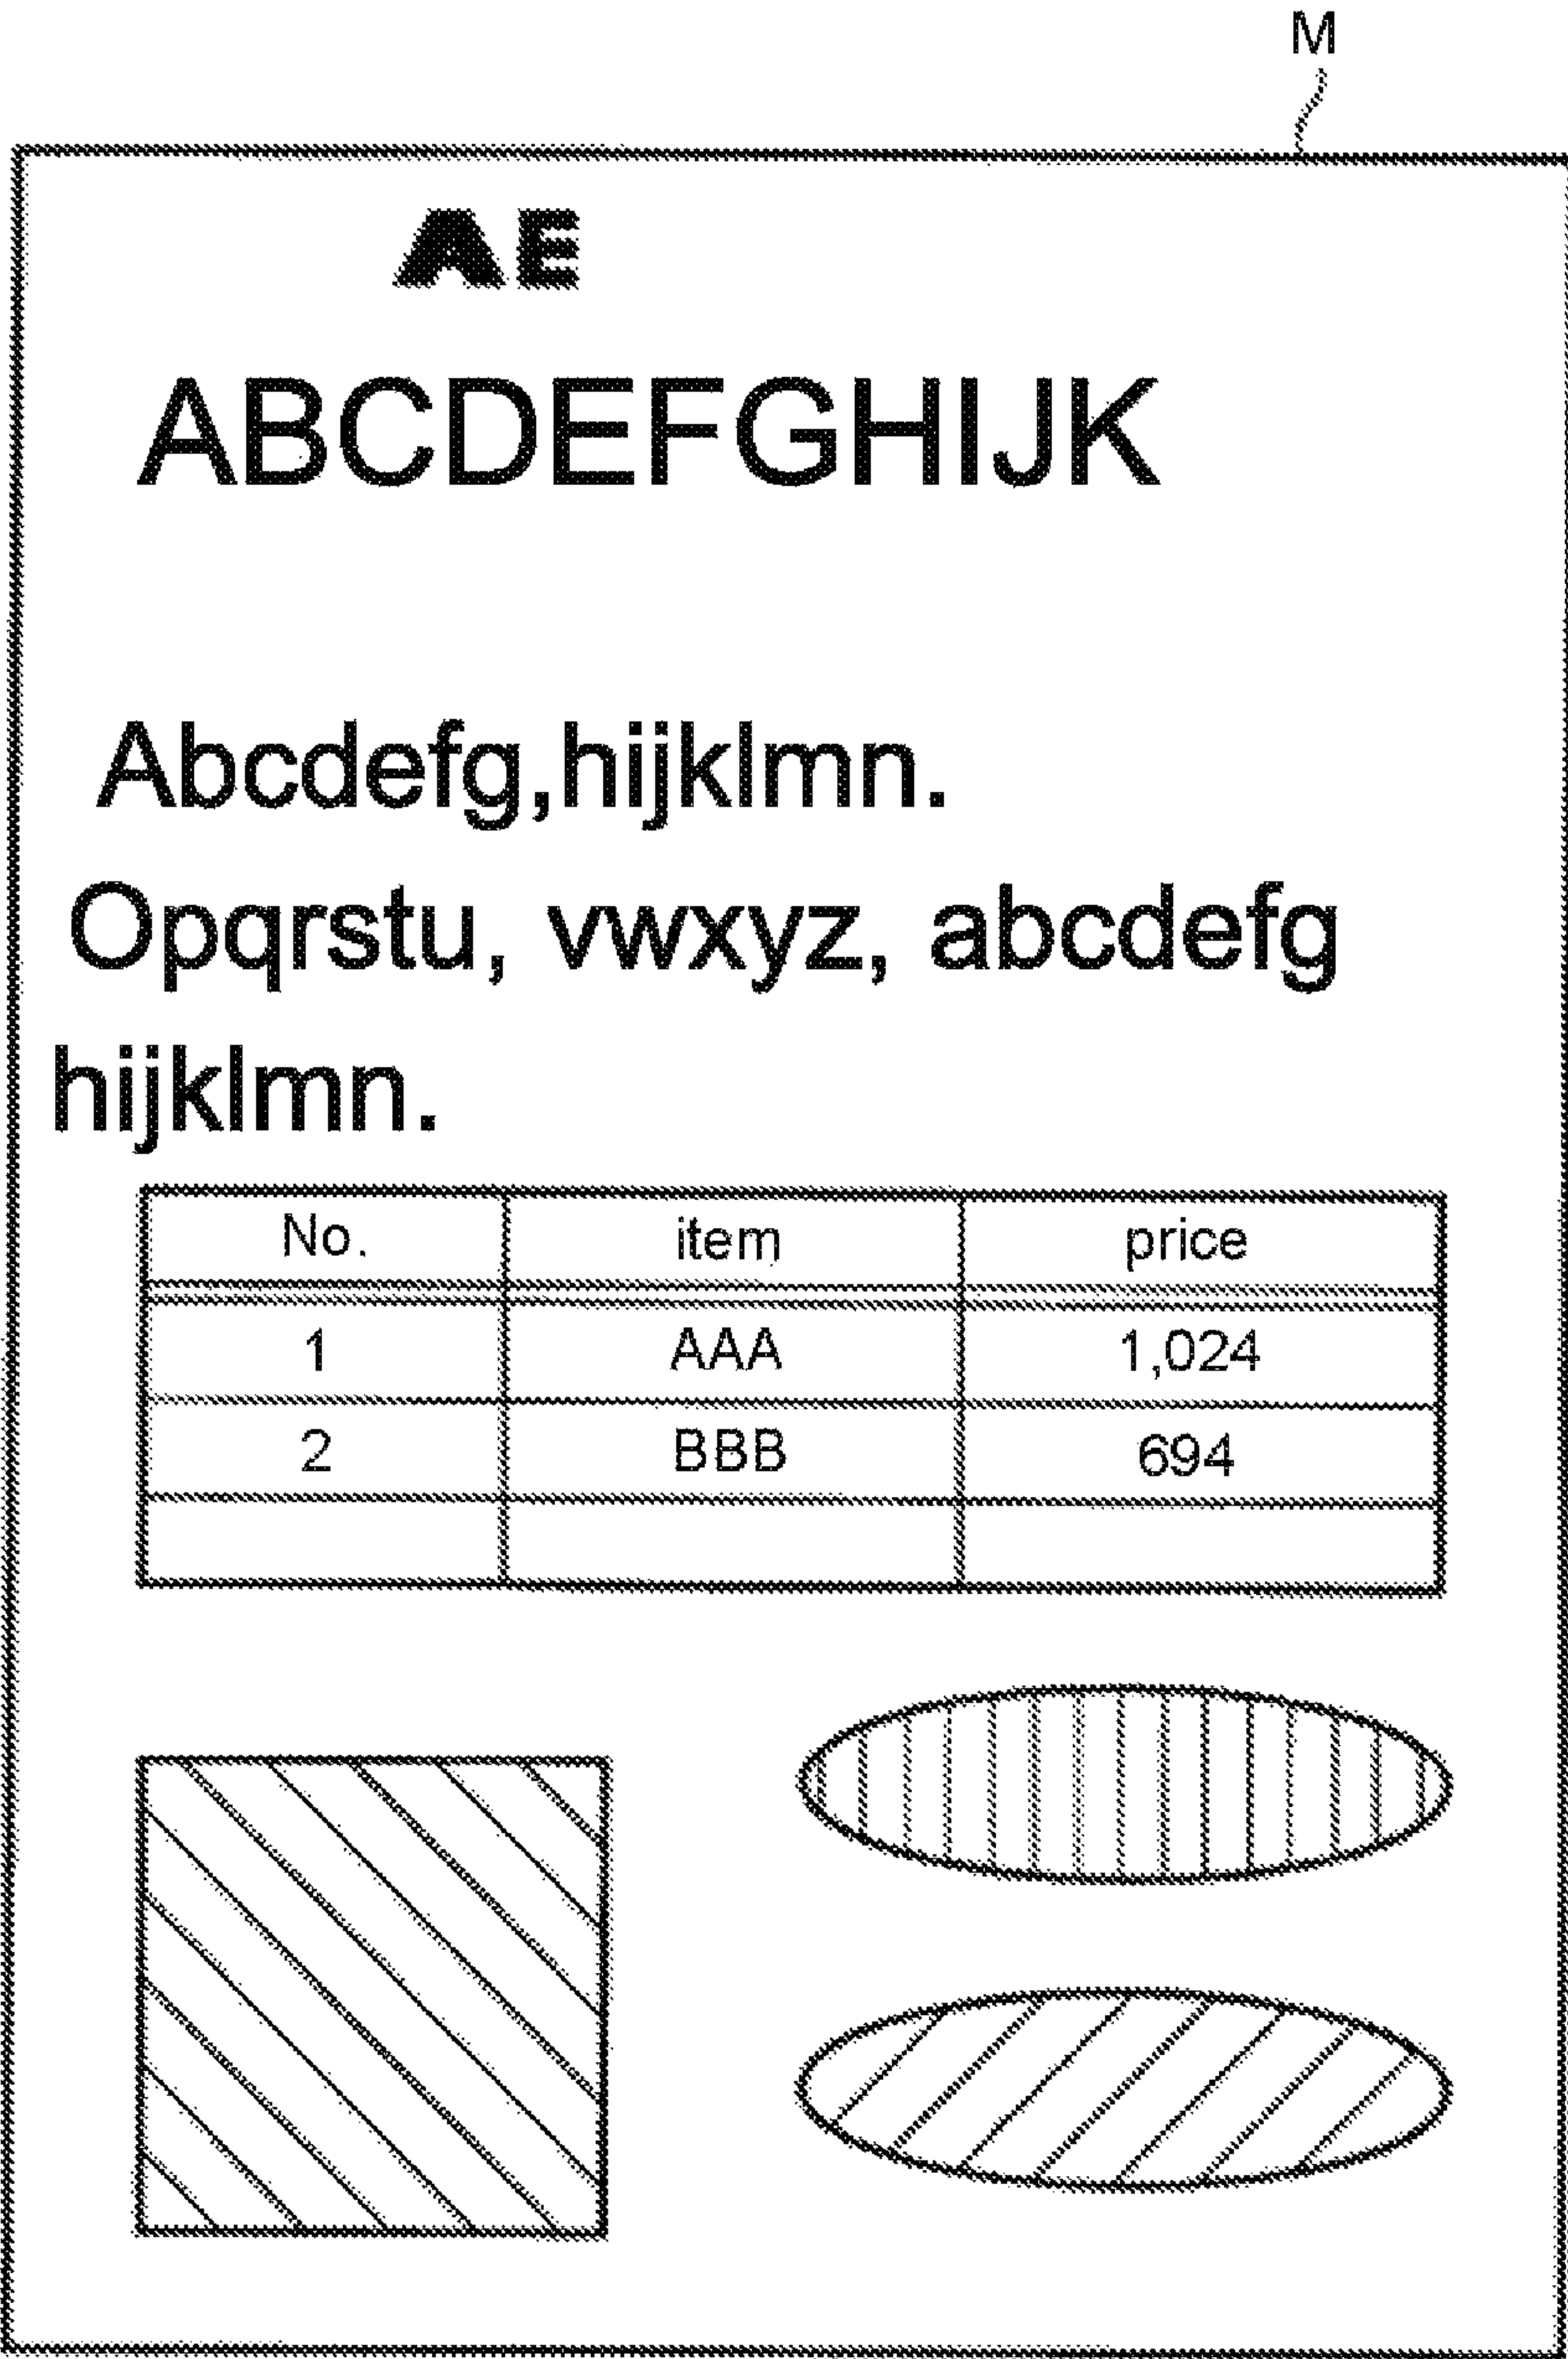 M
AE
ABCDEFGHIJK
Abcdefg,hijklmn.
Opqrstu, vwxyz, abcdefg
hijklmn.
No. item price
1 AAA 1,024
2 BBB 694